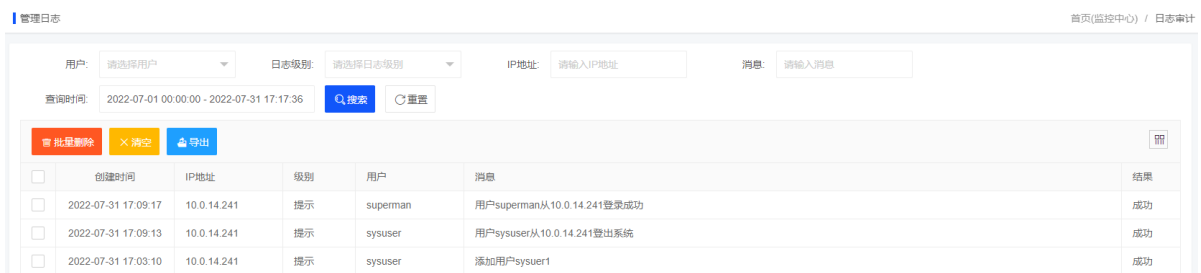 管理日志 首页(监控中心) / 日志审计
用户: 请选择用户 日志级别: 请选择日志级别 IP地址: 请输入IP地址 消息: 请输入消息
查询时间: 2022-07-01 00:00:00 - 2022-07-31 17:17:36 搜索 重置
批量删除 清空 导出
创建时间 IP地址 级别 用户 消息 结果
2022-07-31 17:09:17 10.0.14.241 提示 superman 用户superman从10.0.14.241登录成功 成功
2022-07-31 17:09:13 10.0.14.241 提示 sysuser 用户sysuser从10.0.14.241登出系统 成功
2022-07-31 17:03:10 10.0.14.241 提示 sysuser 添加用户sysuer1 成功